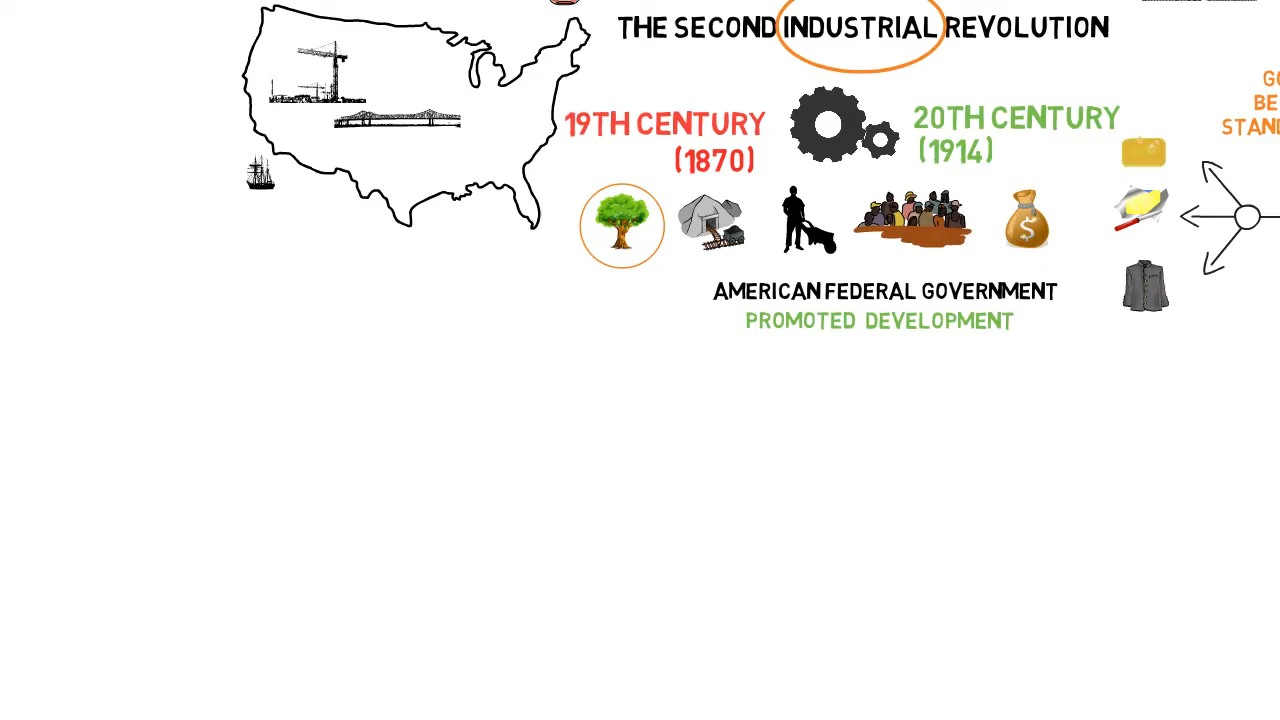 THE SECOND INDUSTRIAL REVOLUTION
19TH CENTURY
(1870)
20TH CENTURY
(1914)
$
AMERICAN FEDERAL GOVERNMENT
PROMOTED DEVELOPMENT